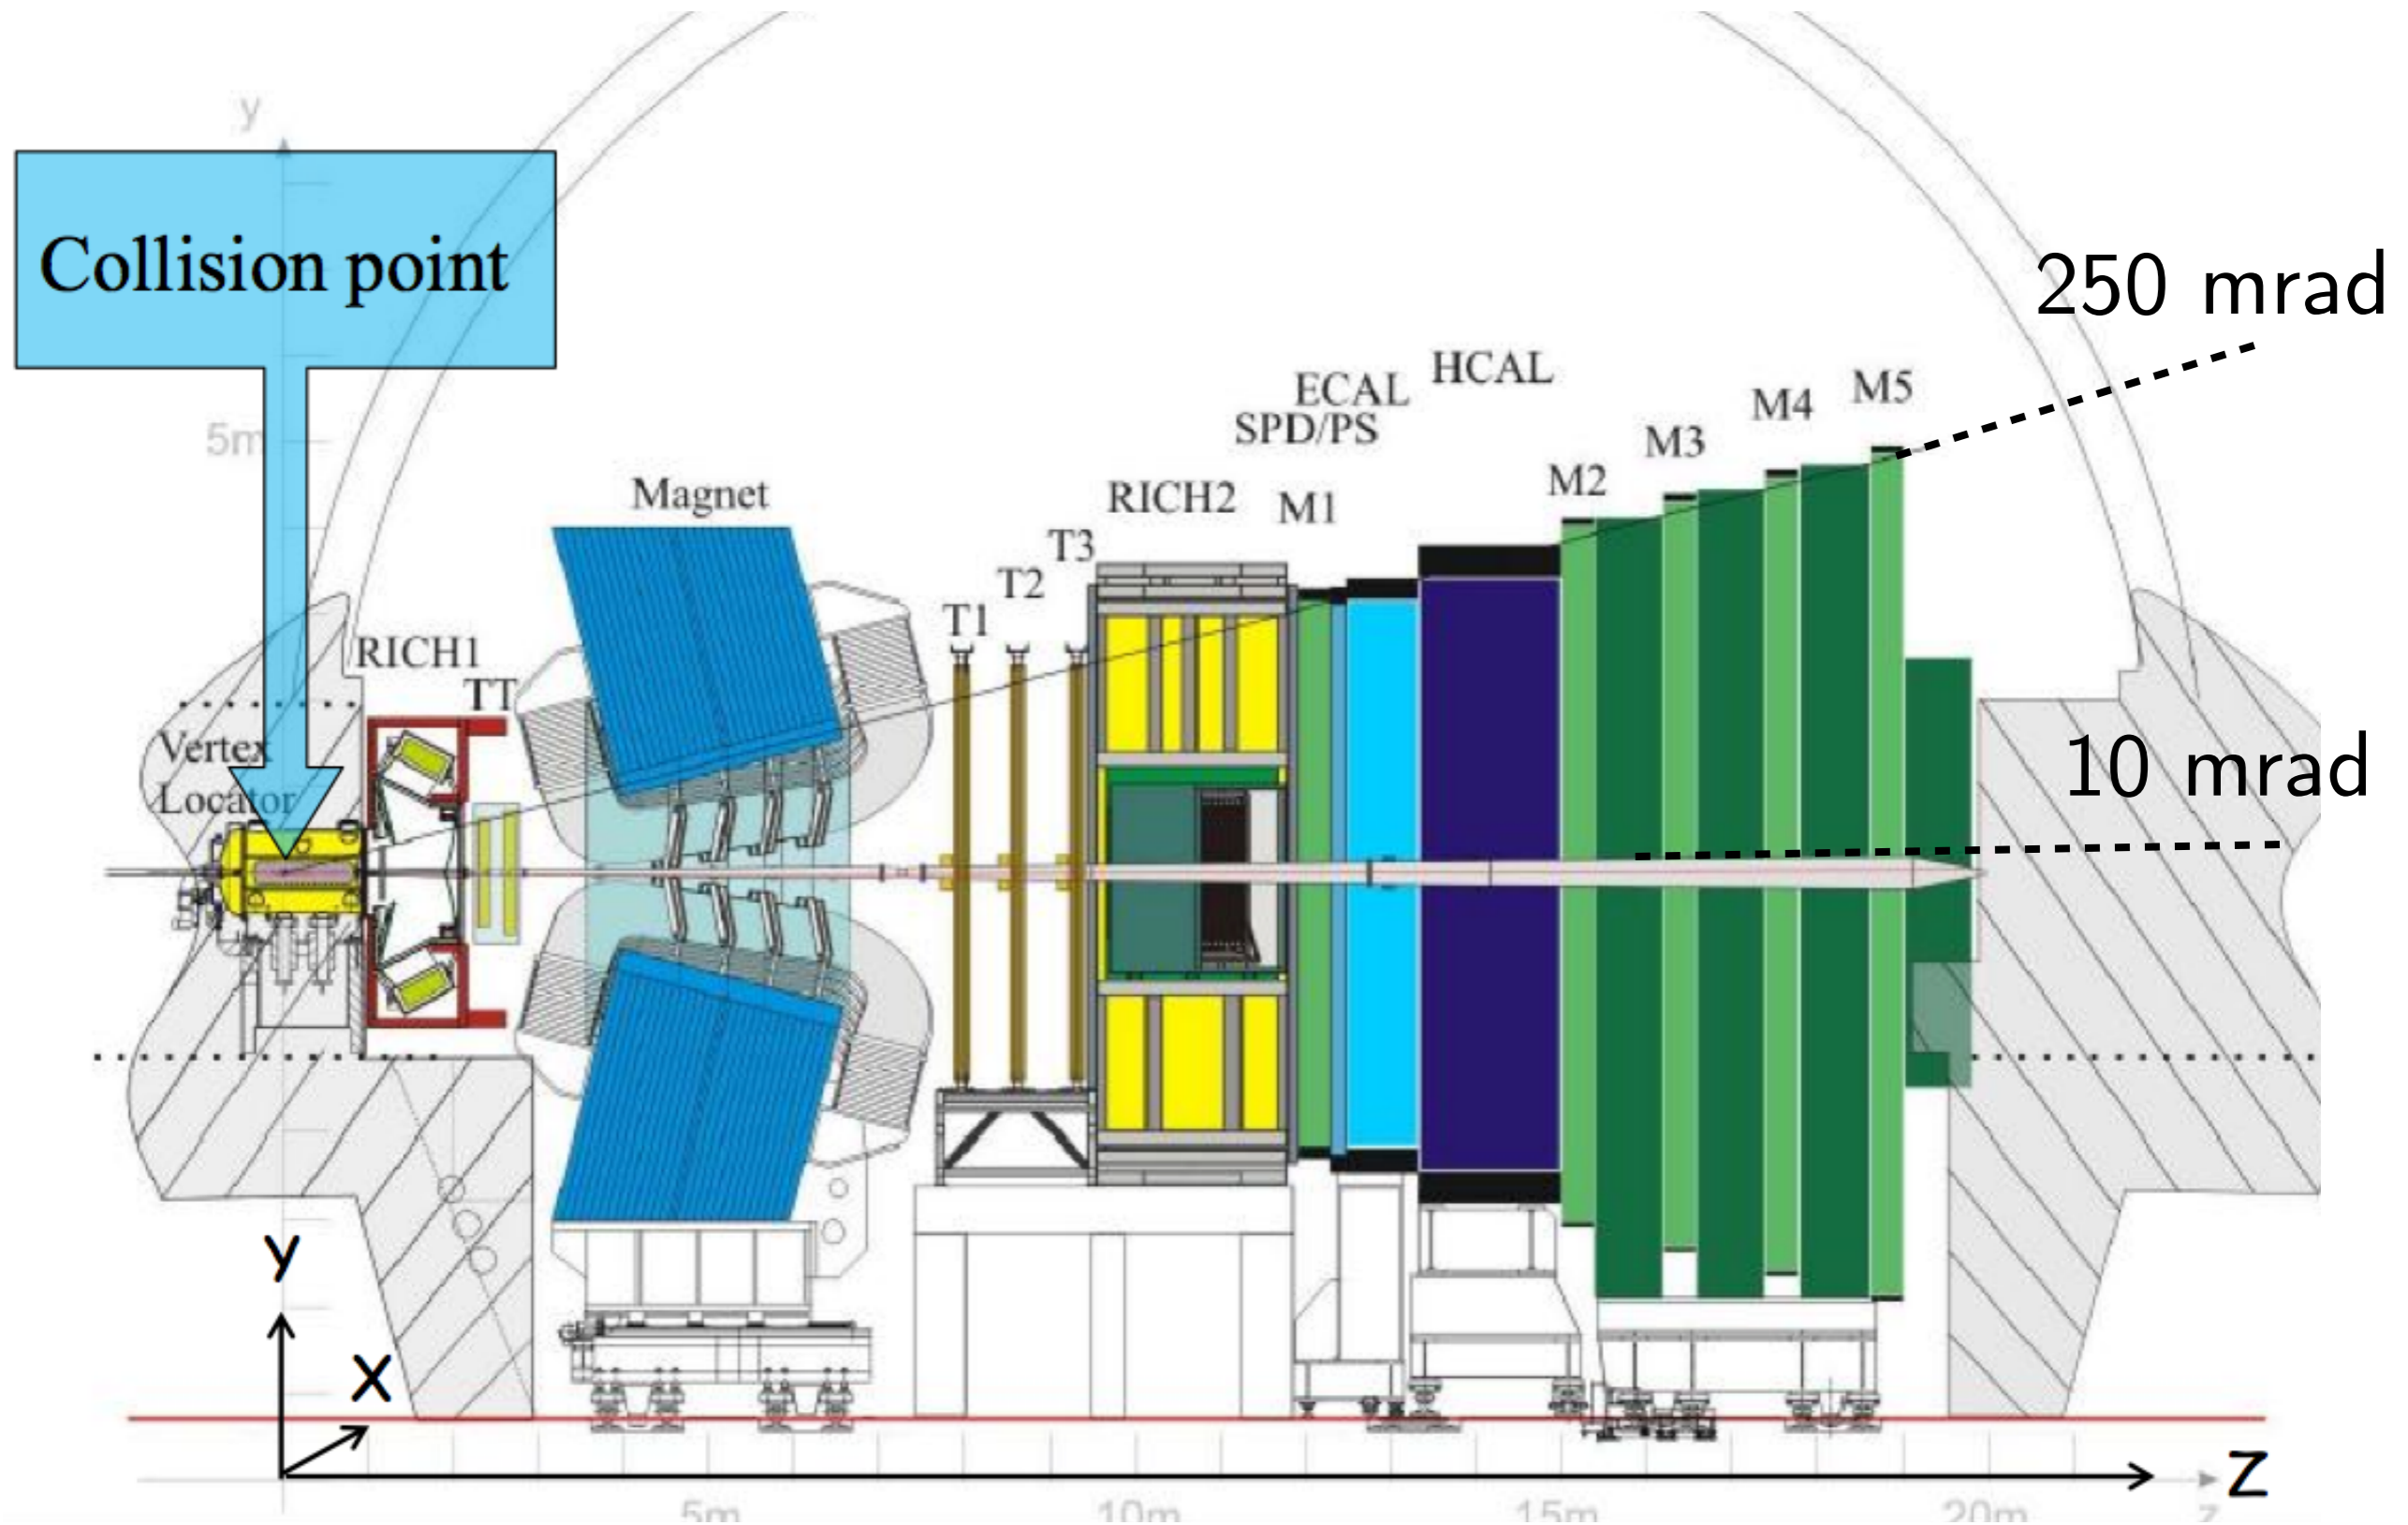 y
Collision point
250 mrad
HCAL
ECAL
M5
M4
SPD/PS
5m
M3
M2
Magnet
RICH2
M1
T3
T2
T1
RICH1
TT
Vertex
Locator
10 mrad
y
x
z
5m
10m
15m
20m
z